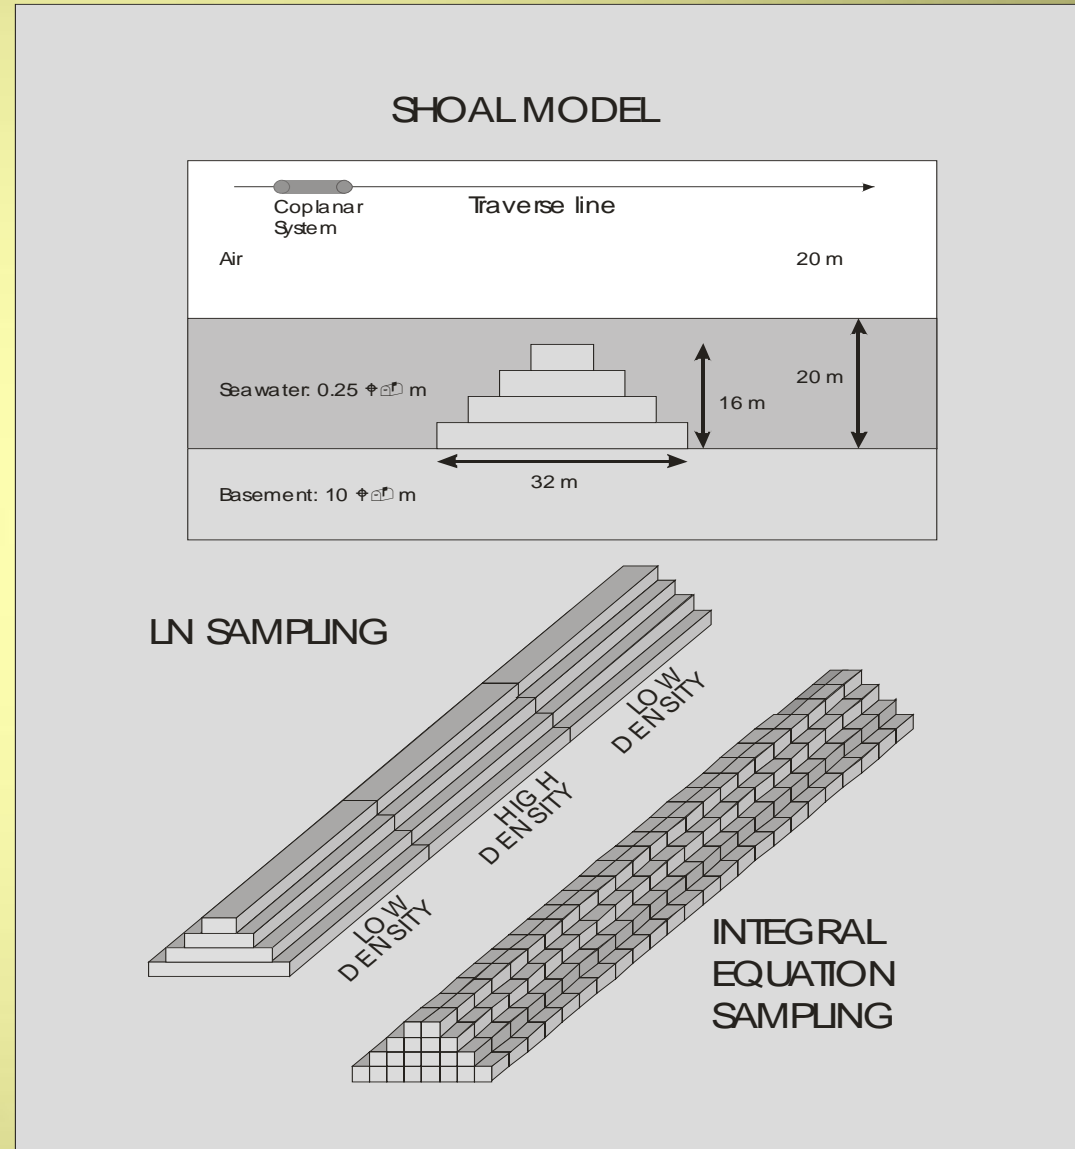 SHOAL MODEL
Coplanar
System
Traverse line
Air
20 m
Seawater: 0.25 ⌖🖆 m
20 m
16 m
32 m
Basement: 10 ⌖🖆 m
LN SAMPLING
LOW
DENSITY
HIGH
DENSITY
LOW
DENSITY
INTEGRAL
EQUATION
SAMPLING